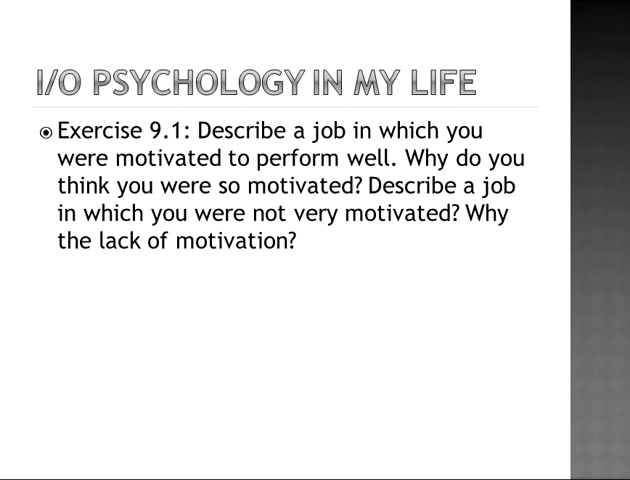 I/O PSYCHOLOGY IN MY LIFE
Exercise 9.1: Describe a job in which you
were motivated to perform well. Why do you
think you were so motivated? Describe a job
in which you were not very motivated? Why
the lack of motivation?